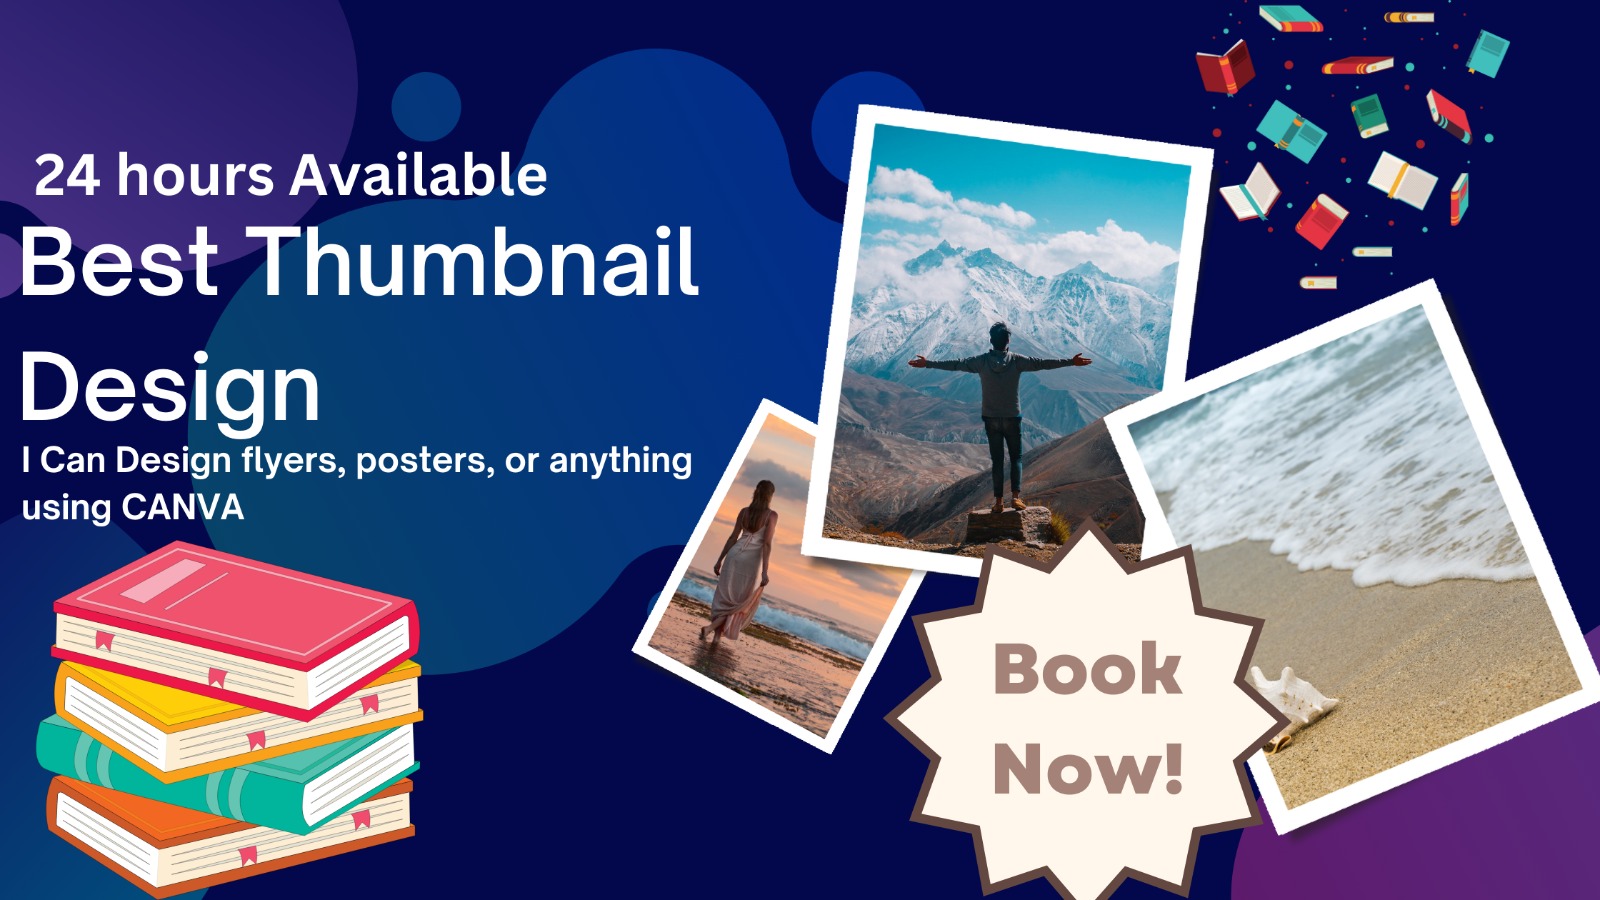 24 hours Available
Best Thumbnail
Design
I Can Design flyers, posters, or anything
using CANVA
Book
Now!